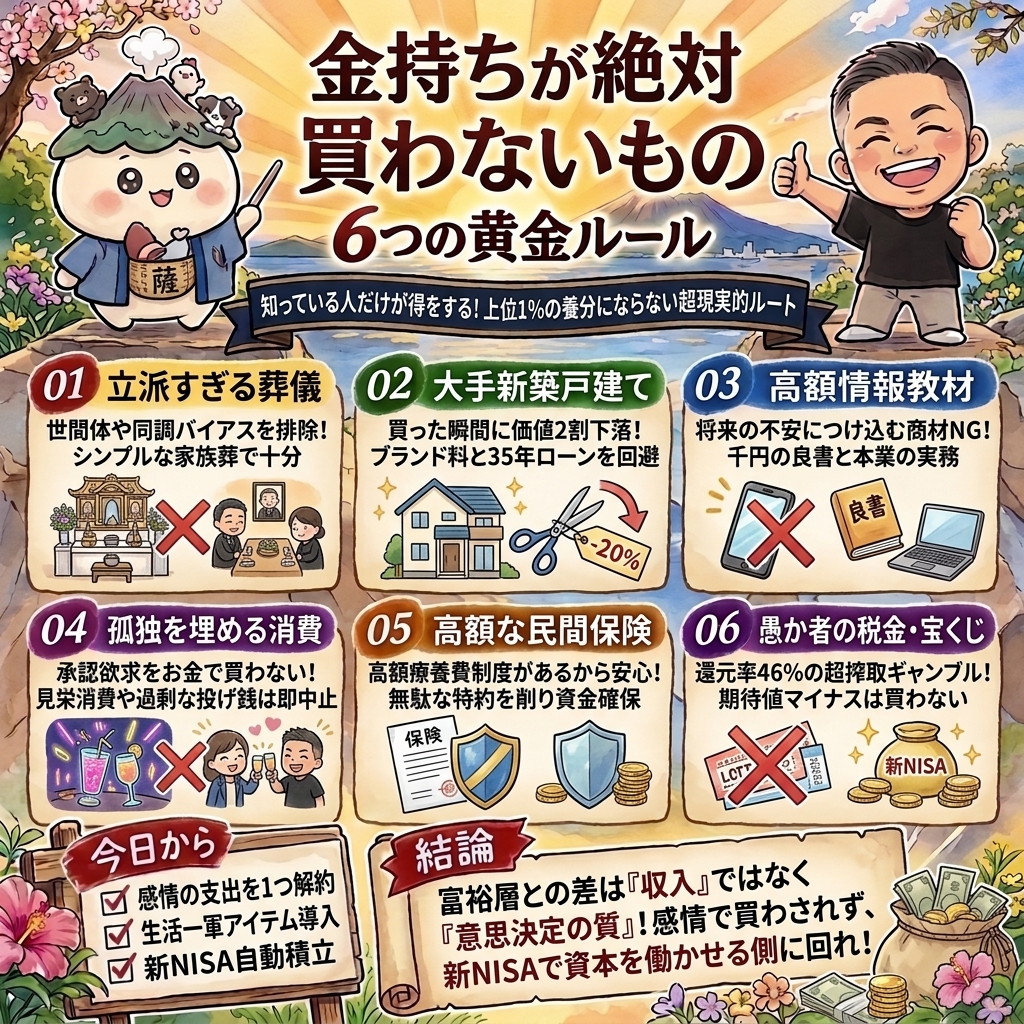 金持ちが絶対
買わないもの
6つの黄金ルール
薩
知っている人だけが得をする!上位1%の養分にならない超現実的ルート
01 立派すぎる葬儀
世間体や同調バイアスを排除!
シンプルな家族葬で十分
02 大手新築戸建て
買った瞬間に価値2割下落!
ブランド料と35年ローンを回避
-20%
03 高額情報教材
将来の不安につけ込む商材NG!
千円の良書と本業の実務
良書
04 孤独を埋める消費
承認欲求をお金で買わない!
見栄消費や過剰な投げ銭は即中止
05 高額な民間保険
高額療養費制度があるから安心!
無駄な特約を削り資金確保
保険
06 愚か者の税金・宝くじ
還元率46%の超搾取ギャンブル!
期待値マイナスは買わない
新NISA
今日から
感情の支出を1つ解約
生活一軍アイテム導入
新NISA自動積立
結論
富裕層との差は『収入』ではなく
『意思決定の質』!感情で買わされず、
新NISAで資本を働かせる側に回れ!